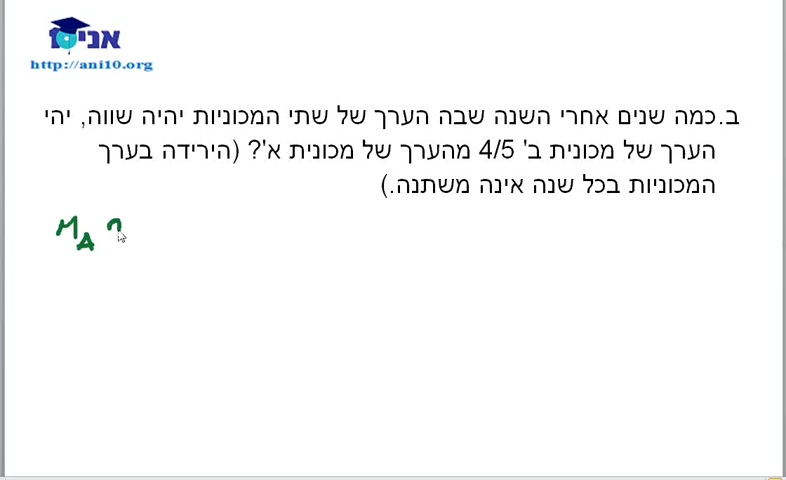 אני10
http://ani10.org
ב. כמה שנים אחרי השנה שבה הערך של שתי המכוניות יהיה שווה, יהי
הערך של מכונית ב' 4/5 מהערך של מכונית א'? (הירידה בערך
המכוניות בכל שנה אינה משתנה.)
M_A